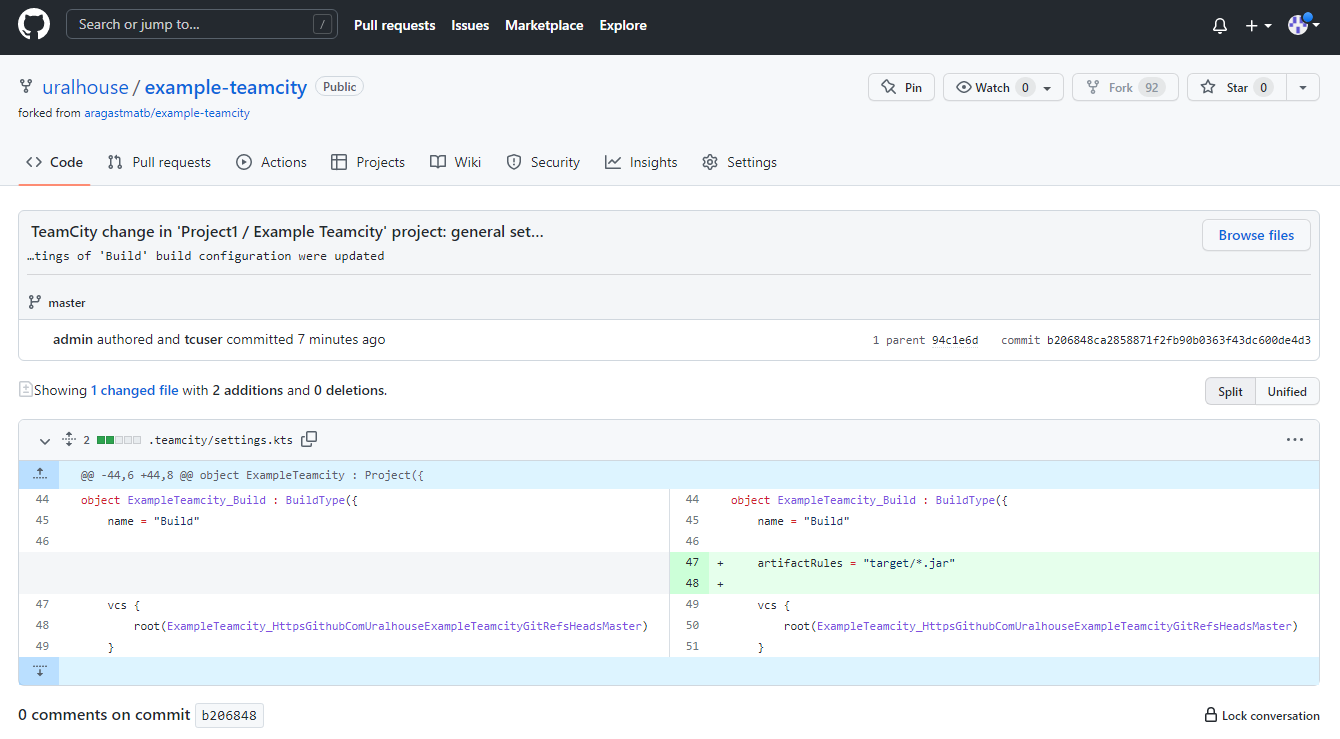 Search or jump to... /
Pull requests Issues Marketplace Explore
uralhouse / example-teamcity Public
Pin Watch 0 Fork 92 Star 0
forked from aragastmatb/example-teamcity
Code Pull requests Actions Projects Wiki Security Insights Settings
TeamCity change in 'Project1 / Example Teamcity' project: general set…
…tings of 'Build' build configuration were updated
Browse files
master
admin authored and tcuser committed 7 minutes ago
1 parent 94c1e6d commit b206848ca2858871f2fb90b0363f43dc600de4d3
Showing 1 changed file with 2 additions and 0 deletions.
Split Unified
2 .teamcity/settings.kts
@@ -44,6 +44,8 @@ object ExampleTeamcity : Project({
44 object ExampleTeamcity_Build : BuildType({ 44 object ExampleTeamcity_Build : BuildType({
45 name = "Build" 45 name = "Build"
46 46
47 + artifactRules = "target/*.jar"
48 +
47 vcs { 49 vcs {
48 root(ExampleTeamcity_HttpsGithubComUralhouseExampleTeamcityGitRefsHeadsMaster) 50 root(ExampleTeamcity_HttpsGithubComUralhouseExampleTeamcityGitRefsHeadsMaster)
49 } 51 }
0 comments on commit b206848
Lock conversation